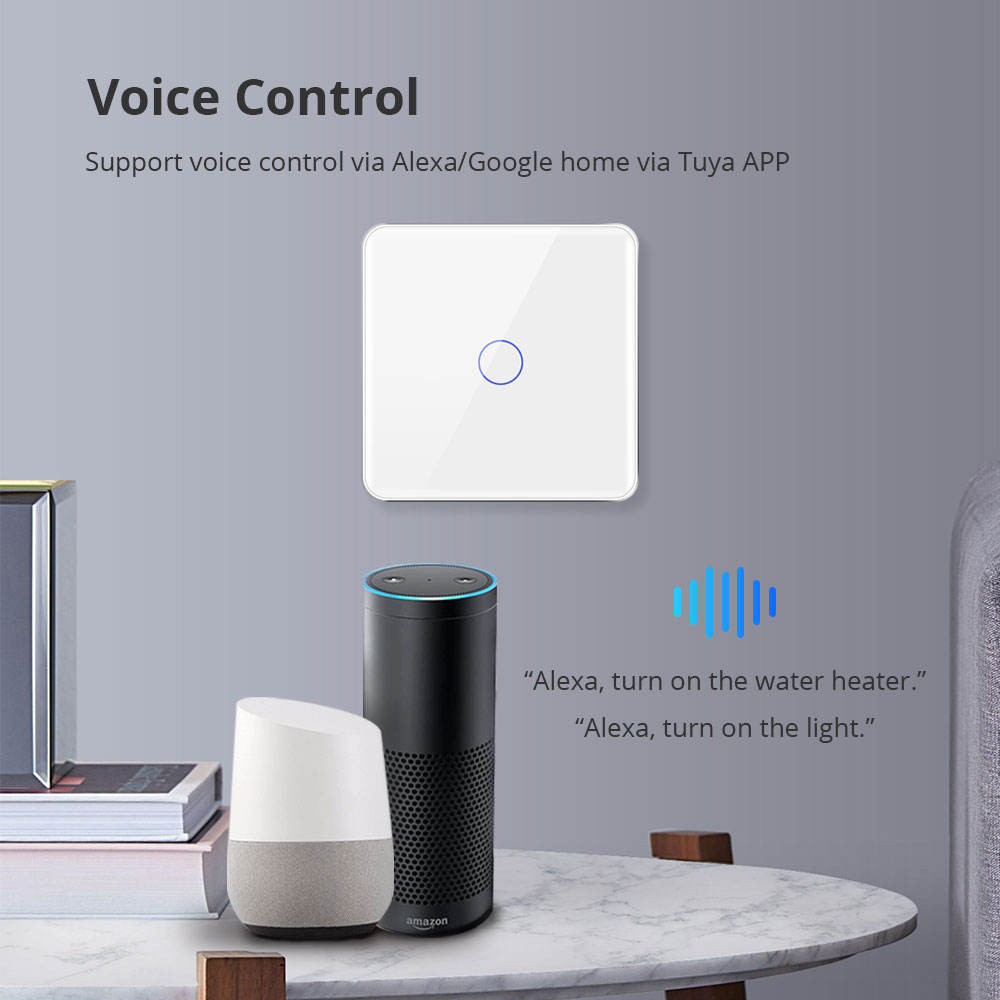 Voice Control
Support voice control via Alexa/Google home via Tuya APP
“Alexa, turn on the water heater.”
“Alexa, turn on the light.”
amazon